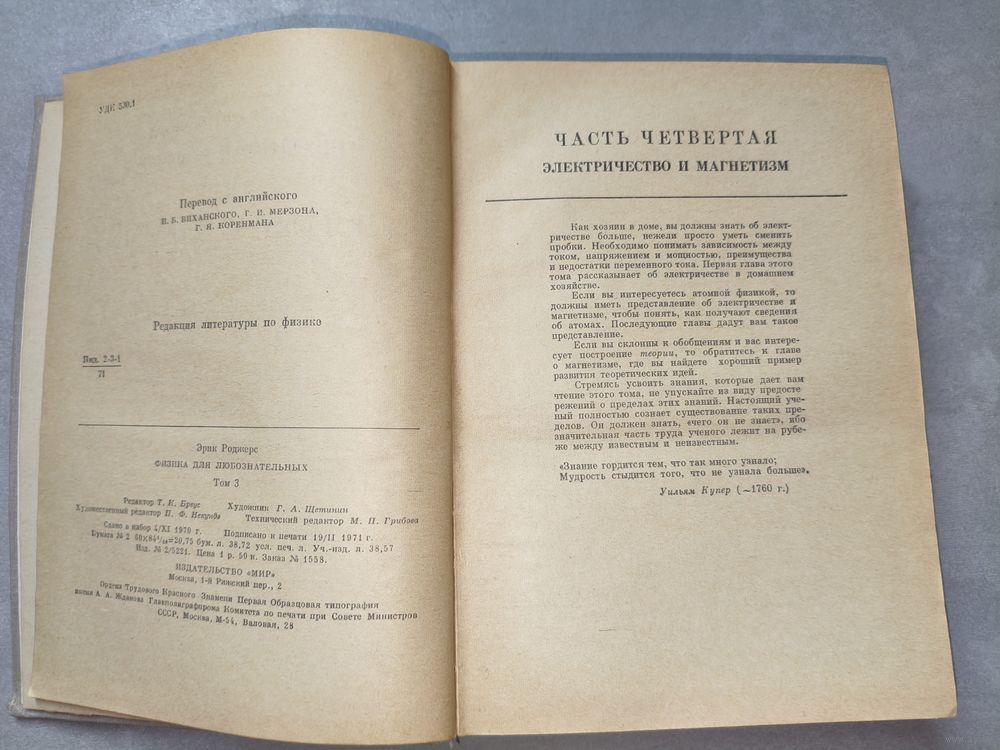 УДК 530.1
Перевод с английского
И. Б. ВИХАНСКОГО, Г. И. МЕРЗОНА,
Г. Я. КОРЕНМАНА
Редакция литературы по физике
Инд. 2-3-1
71
Эрик Роджерс
ФИЗИКА ДЛЯ ЛЮБОЗНАТЕЛЬНЫХ
Том 3
Редактор Т. К. Бреус Художник Г. А. Щетинин
Художественный редактор П. Ф. Некундэ
Технический редактор М. П. Грибова
Сдано в набор 4/XI 1970 г. Подписано к печати 19/II 1971 г.
Бумага № 2 60×84¹/₁₆=20,75 бум. л. 38,72 усл. печ. л. Уч.-изд. л. 38,57
Изд. № 2/5221. Цена 1 р. 59 к. Заказ № 1558.
ИЗДАТЕЛЬСТВО «МИР»
Москва, 1-й Рижский пер., 2
Ордена Трудового Красного Знамени Первая Образцовая типография
имени А. А. Жданова Главполиграфпрома Комитета по печати при Совете Министров
СССР, Москва, М-54, Валовая, 28
ЧАСТЬ ЧЕТВЕРТАЯ
ЭЛЕКТРИЧЕСТВО И МАГНЕТИЗМ
Как хозяин в доме, вы должны знать об элект-
ричестве больше, нежели просто уметь сменить
пробки. Необходимо понимать зависимость между
током, напряжением и мощностью, преимущества
и недостатки переменного тока. Первая глава этого
тома рассказывает об электричестве в домашнем
хозяйстве.
Если вы интересуетесь атомной физикой, то
должны иметь представление об электричестве и
магнетизме, чтобы понять, как получают сведения
об атомах. Последующие главы дадут вам такое
представление.
Если вы склонны к обобщениям и вас интере-
сует построение теории, то обратитесь к главе
о магнетизме, где вы найдете хороший пример
развития теоретических идей.
Стремясь усвоить знания, которые дает вам
чтение этого тома, не упускайте из виду предосте
режений о пределах этих знаний. Настоящий уче-
ный полностью сознает существование таких пре-
делов. Он должен знать, «чего он не знает», ибо
значительная часть труда ученого лежит на рубе-
же между известным и неизвестным.
«Знание гордится тем, что так много узнало;
Мудрость стыдится того, что не узнала больше».
Уильям Купер (~1760 г.)